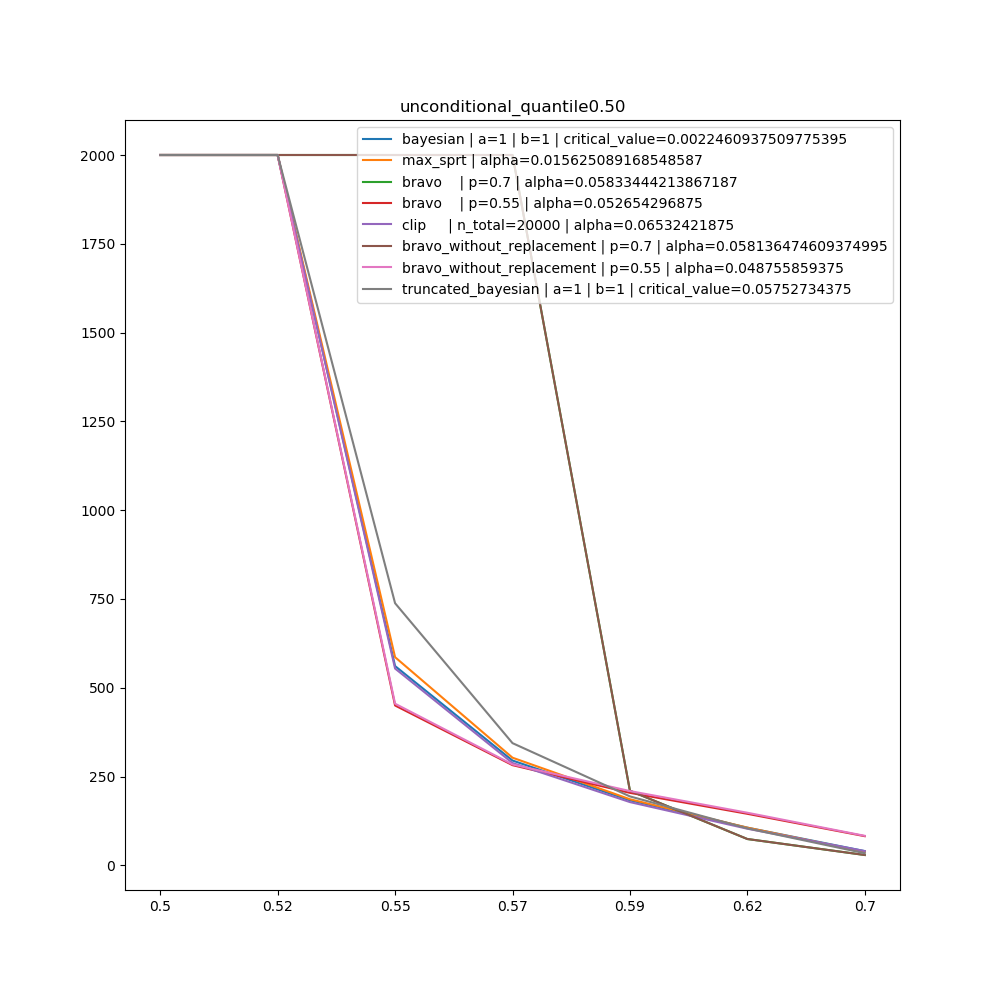 unconditional_quantile0.50
bayesian | a=1 | b=1 | critical_value=0.0022460937509775395
max_sprt | alpha=0.015625089168548587
bravo | p=0.7 | alpha=0.05833444213867187
bravo | p=0.55 | alpha=0.052654296875
clip | n_total=20000 | alpha=0.06532421875
bravo_without_replacement | p=0.7 | alpha=0.058136474609374995
bravo_without_replacement | p=0.55 | alpha=0.048755859375
truncated_bayesian | a=1 | b=1 | critical_value=0.05752734375
2000
1750
1500
1250
1000
750
500
250
0
0.5 0.52 0.55 0.57 0.59 0.62 0.7